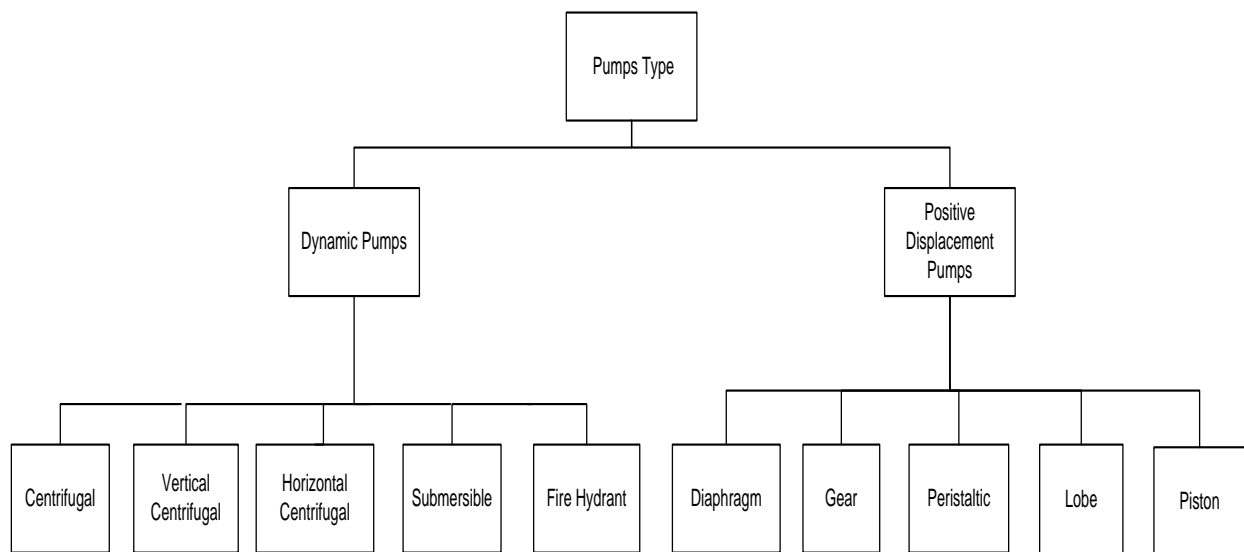 Pumps Type
Dynamic Pumps
Positive
Displacement
Pumps
Centrifugal
Vertical
Centrifugal
Horizontal
Centrifugal
Submersible
Fire Hydrant
Diaphragm
Gear
Peristaltic
Lobe
Piston